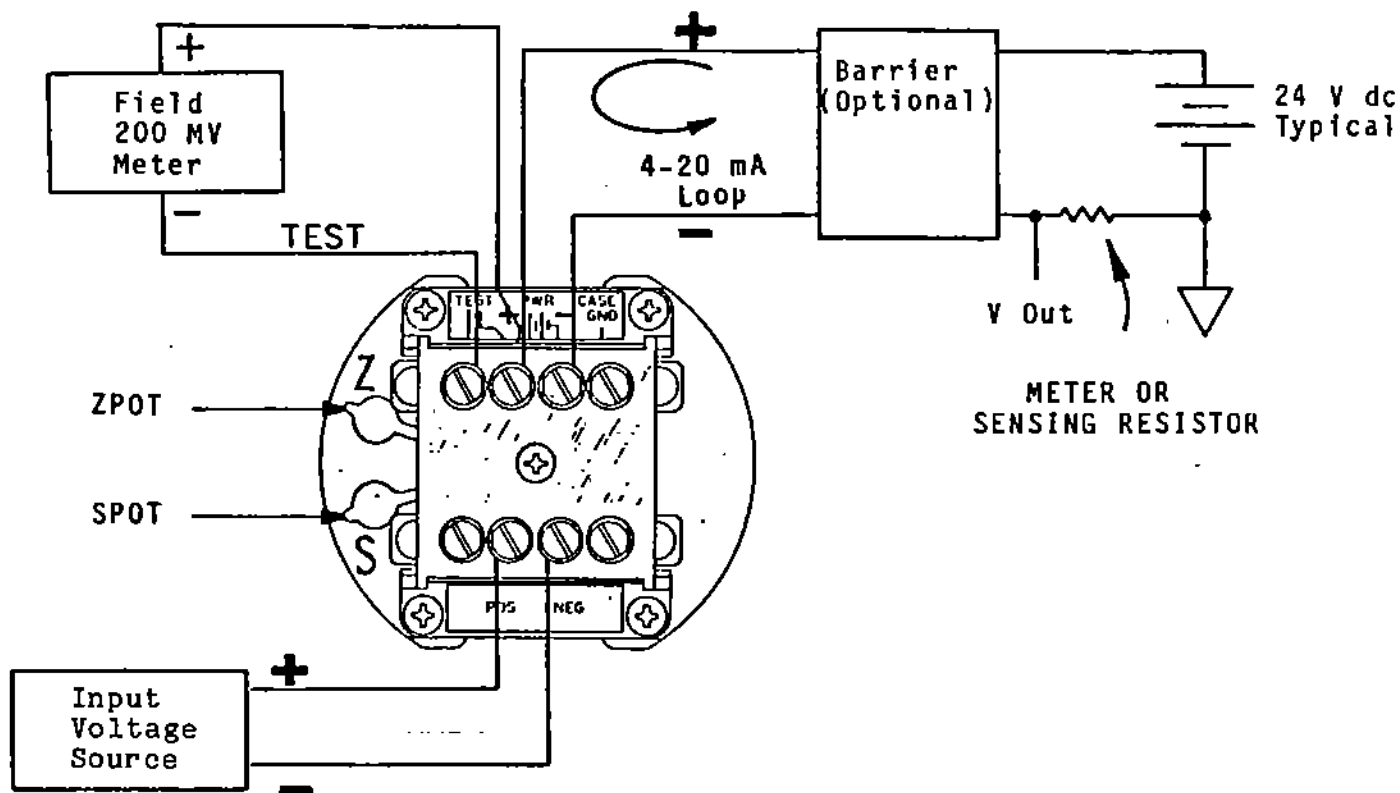 +
Field
200 MV
Meter
−
TEST
+
4-20 mA
Loop
−
Barrier
(Optional)
24 V dc
Typical
V Out
METER OR
SENSING RESISTOR
TEST + PWR − CASE
GND
Z
ZPOT
SPOT
S
POS NEG
Input
Voltage
Source
+
−